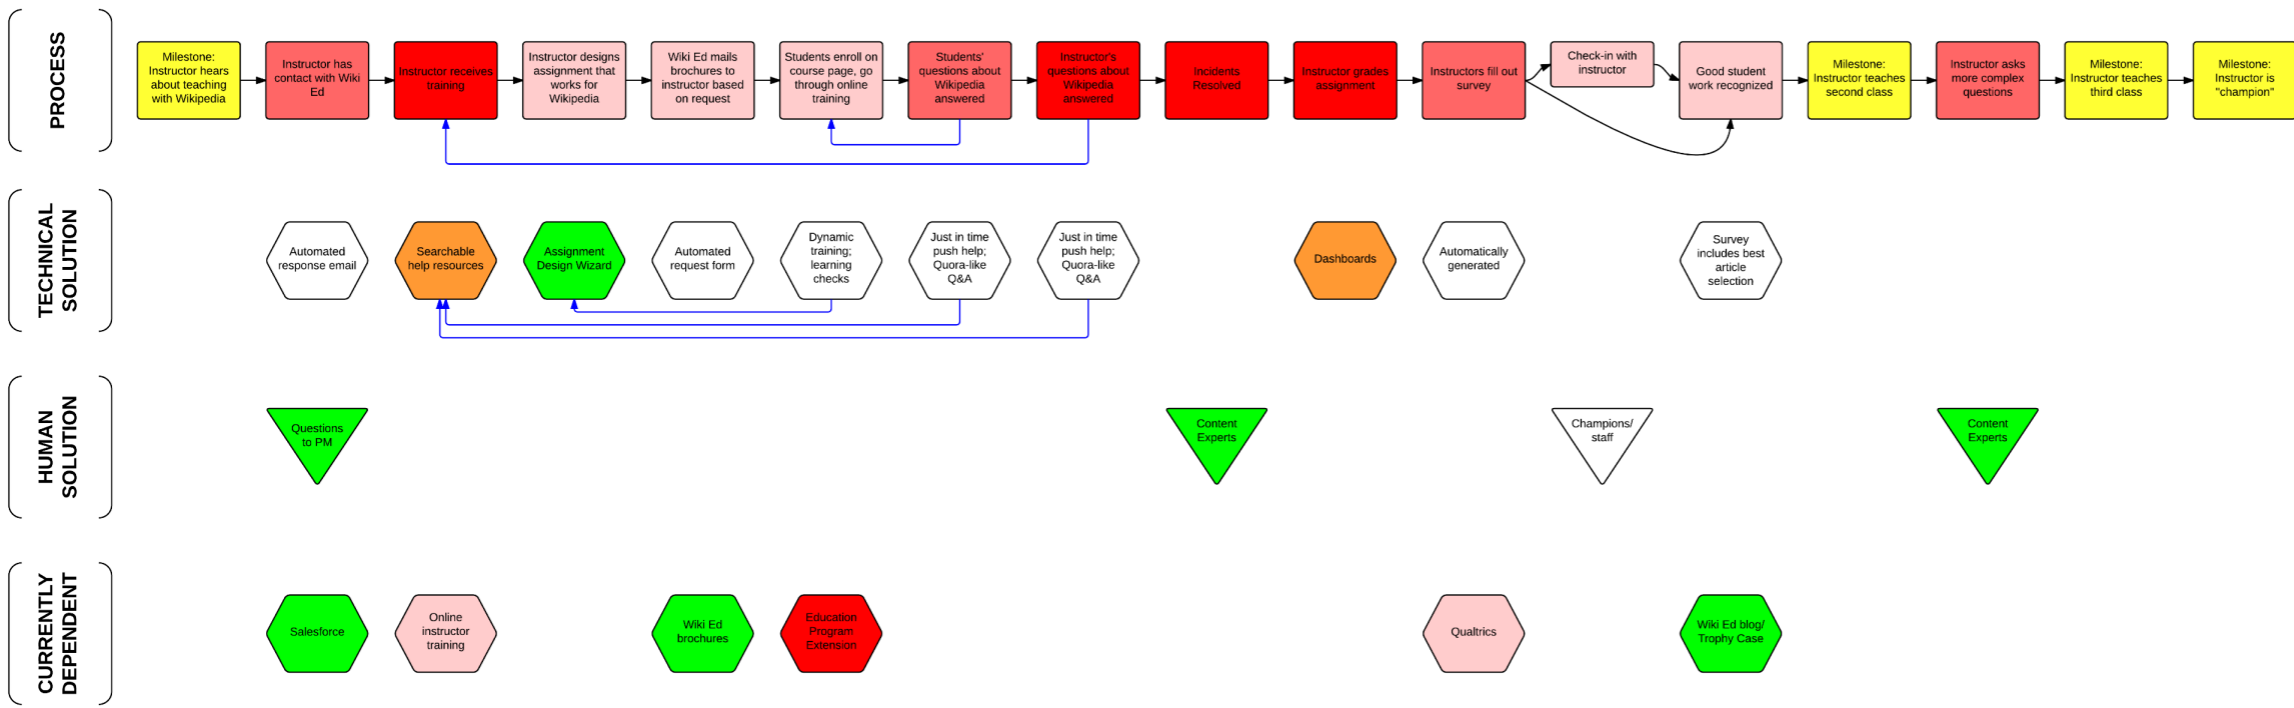 PROCESS
Milestone:
Instructor hears
about teaching
with Wikipedia
Instructor has
contact with Wiki
Ed
Instructor receives
training
Instructor designs
assignment that
works for
Wikipedia
Wiki Ed mails
brochures to
instructor based
on request
Students enroll on
course page, go
through online
training
Students'
questions about
Wikipedia
answered
Instructor's
questions about
Wikipedia
answered
Incidents
Resolved
Instructor grades
assignment
Instructors fill out
survey
Check-in with
instructor
Good student
work recognized
Milestone:
Instructor teaches
second class
Instructor asks
more complex
questions
Milestone:
Instructor teaches
third class
Milestone:
Instructor is
"champion"
TECHNICAL
SOLUTION
Automated
response email
Searchable
help resources
Assignment
Design Wizard
Automated
request form
Dynamic
training;
learning
checks
Just in time
push help;
Quora-like
Q&A
Just in time
push help;
Quora-like
Q&A
Dashboards
Automatically
generated
Survey
includes best
article
selection
HUMAN
SOLUTION
Questions
to PM
Content
Experts
Champions/
staff
Content
Experts
CURRENTLY
DEPENDENT
Salesforce
Online
instructor
training
Wiki Ed
brochures
Education
Program
Extension
Qualtrics
Wiki Ed blog/
Trophy Case